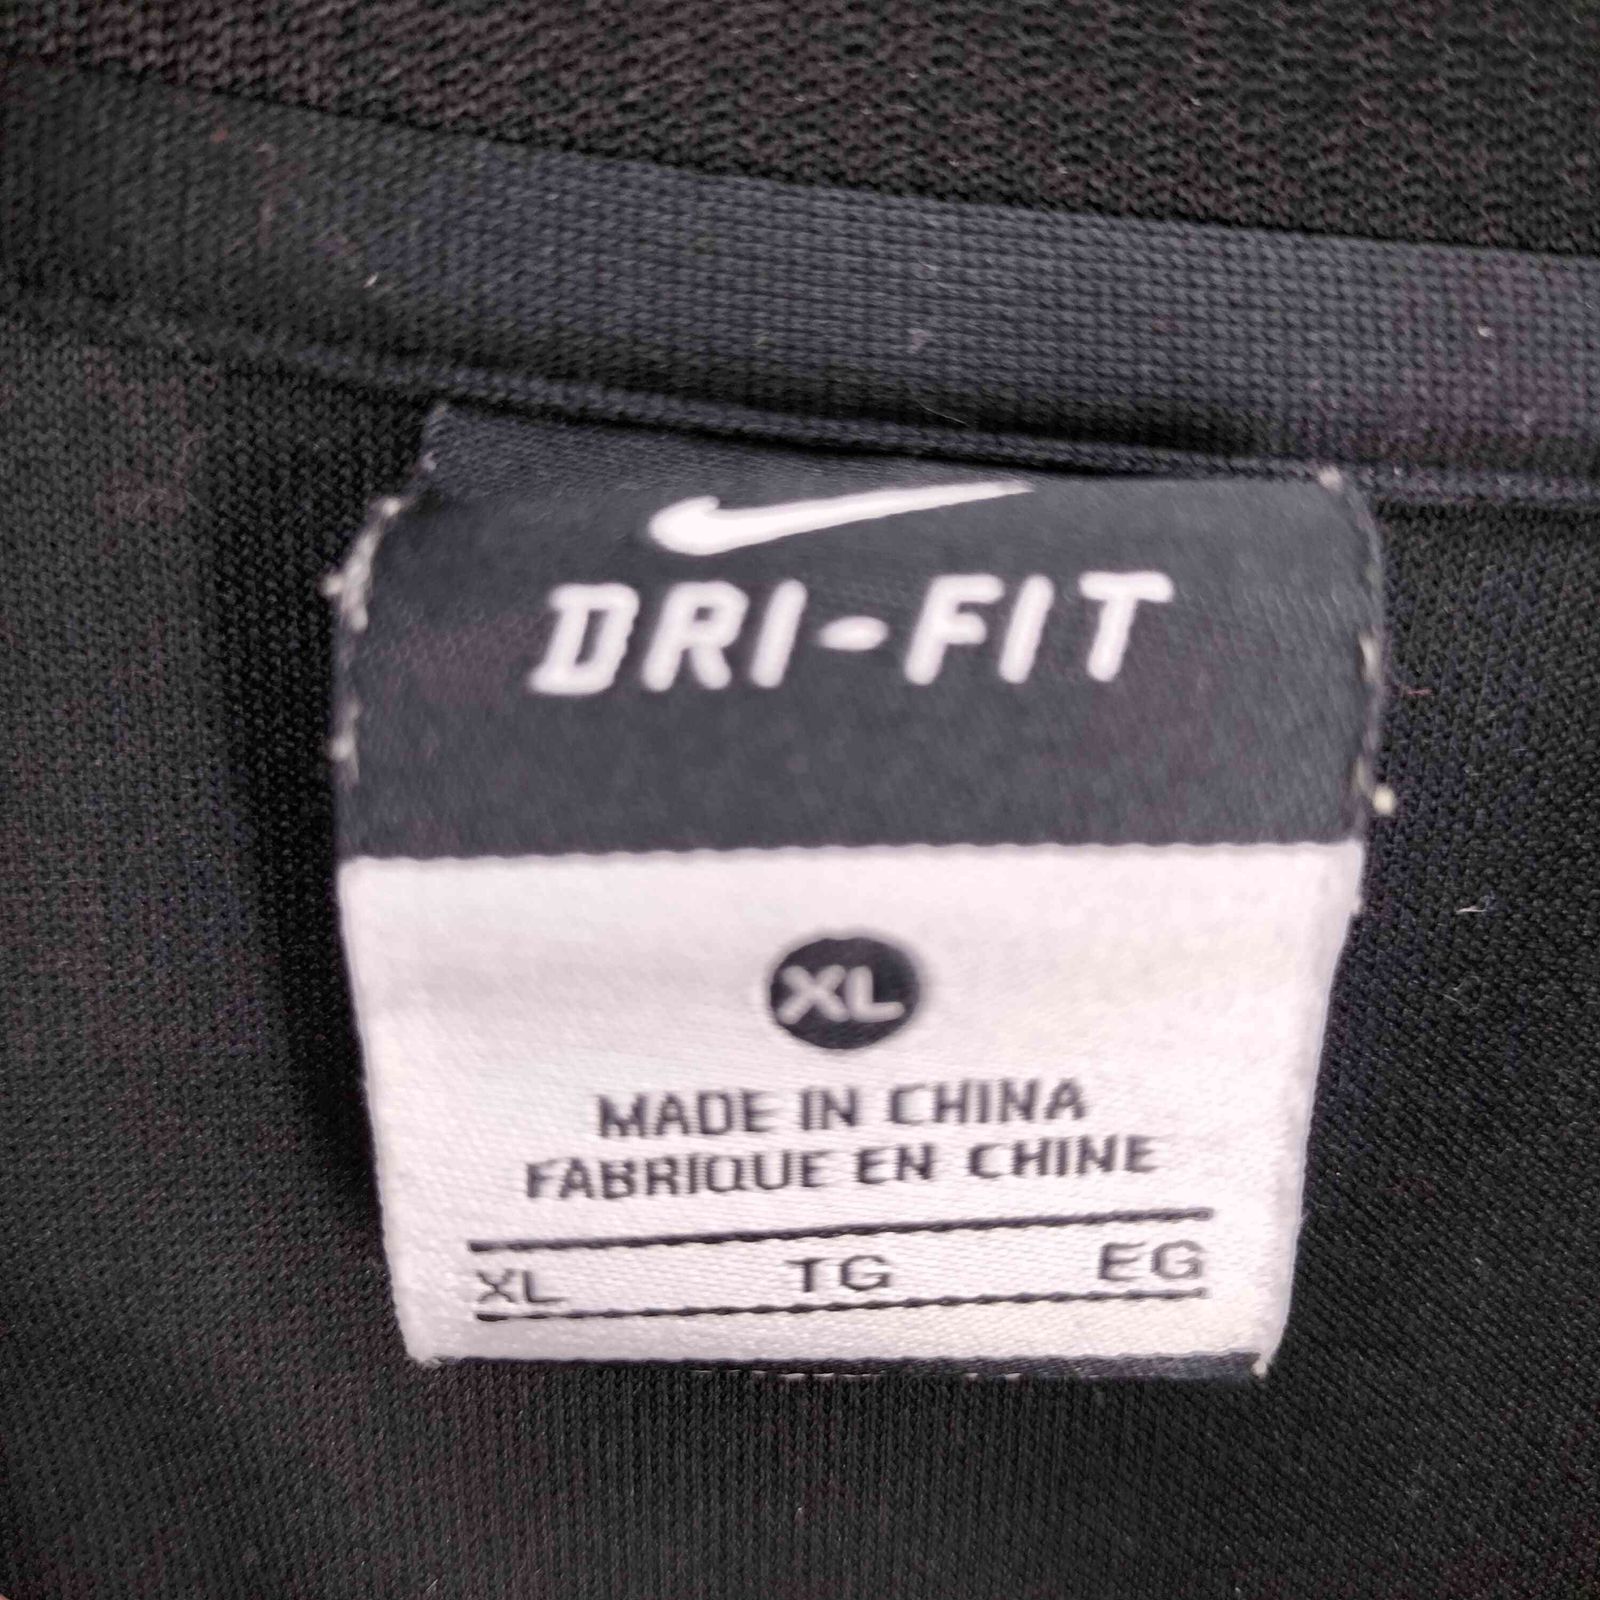 DRI-FIT
XL
MADE IN CHINA
FABRIQUE EN CHINE
XL TG EG